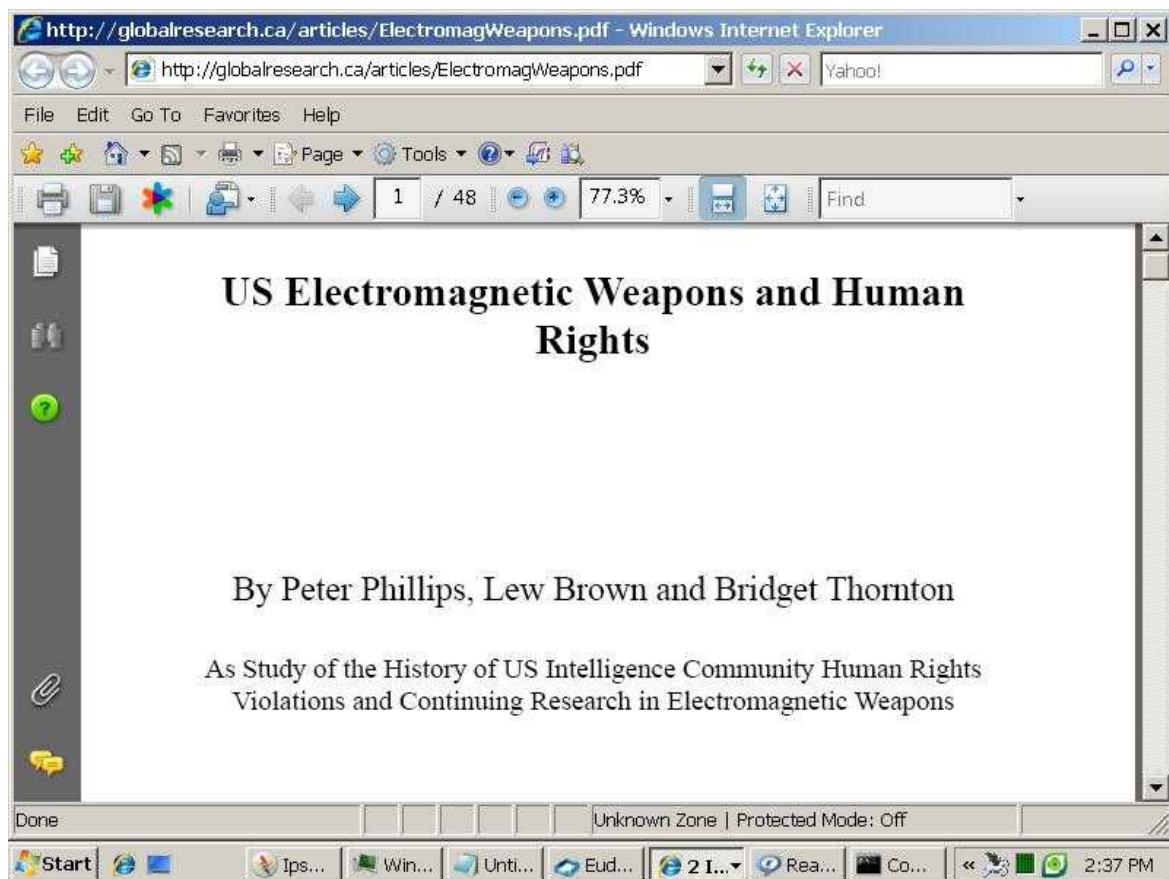 http://globalresearch.ca/articles/ElectromagWeapons.pdf - Windows Internet Explorer
http://globalresearch.ca/articles/ElectromagWeapons.pdf Yahoo!
File Edit Go To Favorites Help
Page Tools
1 / 48 77.3% Find
US Electromagnetic Weapons and Human
Rights
By Peter Phillips, Lew Brown and Bridget Thornton
As Study of the History of US Intelligence Community Human Rights
Violations and Continuing Research in Electromagnetic Weapons
Done Unknown Zone | Protected Mode: Off
Start Ips... Win... Unti... Eud... 2 I... Rea... Co... « 2:37 PM